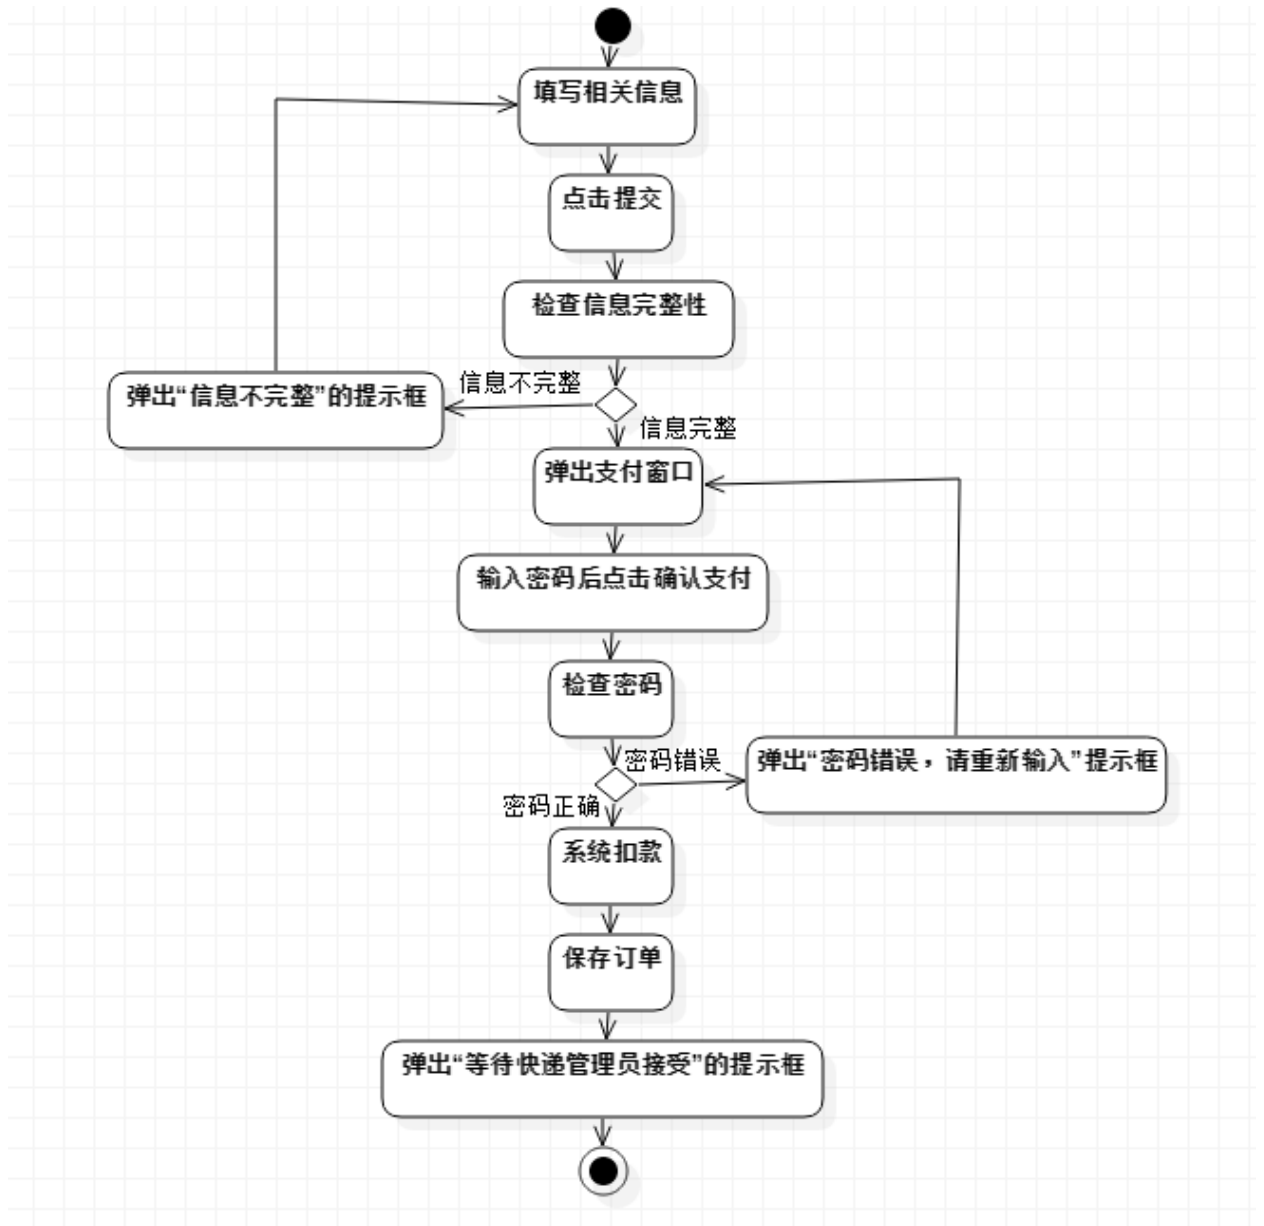 填写相关信息
点击提交
检查信息完整性
信息不完整
弹出“信息不完整”的提示框
信息完整
弹出支付窗口
输入密码后点击确认支付
检查密码
密码错误
弹出“密码错误，请重新输入”提示框
密码正确
系统扣款
保存订单
弹出“等待快递管理员接受”的提示框